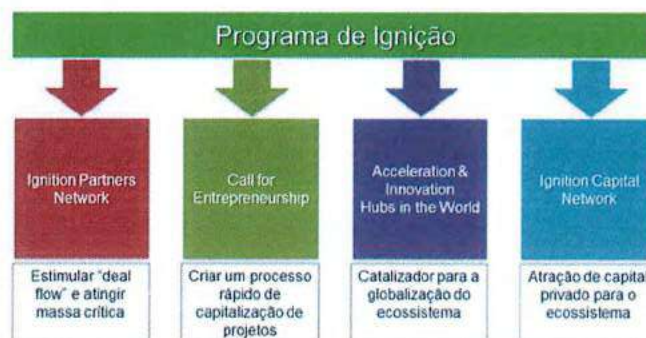 Programa de Ignição
Ignition Partners
Network
Call for
Entrepreneurship
Acceleration &
Innovation
Hubs in the World
Ignition Capital
Network
Estimular "deal
flow" e atingir
massa crítica
Criar um processo
rápido de
capitalização de
projetos
Catalizador para a
globalização do
ecossistema
Atração de capital
privado para o
ecossistema